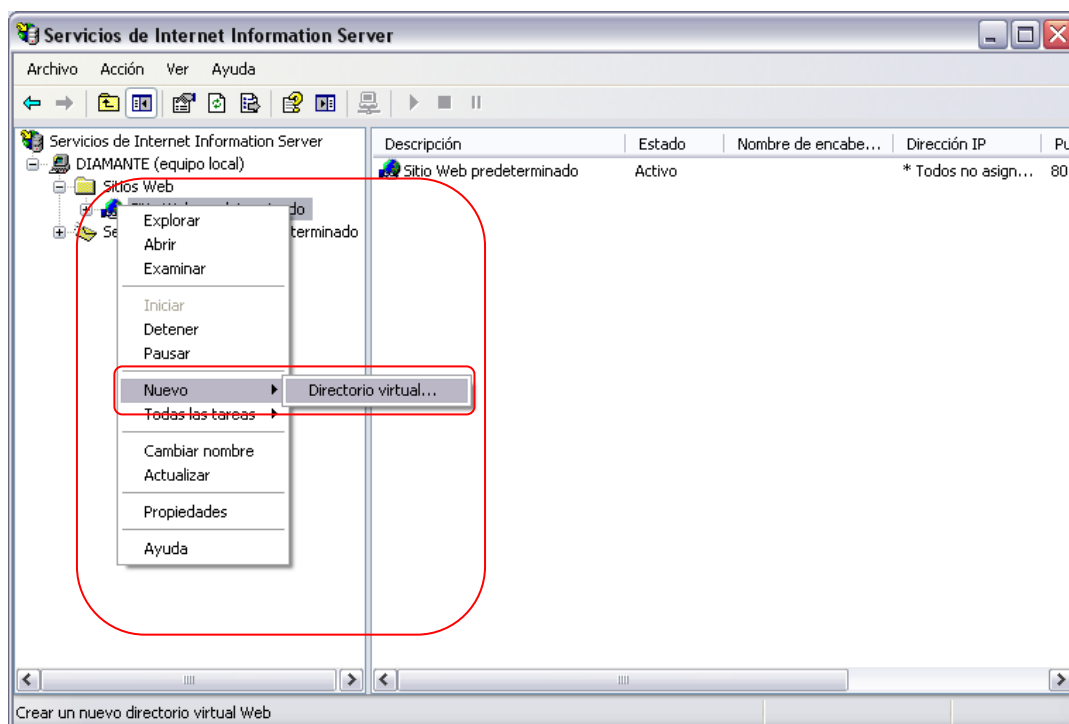 Servicios de Internet Information Server
Archivo Acción Ver Ayuda
Servicios de Internet Information Server
DIAMANTE (equipo local)
Sitios Web
Descripción Estado Nombre de encabe... Dirección IP Pu
Sitio Web predeterminado Activo * Todos no asign... 80
Explorar
Abrir
Examinar
Iniciar
Detener
Pausar
Nuevo Directorio virtual...
Todas las tareas
Cambiar nombre
Actualizar
Propiedades
Ayuda
Crear un nuevo directorio virtual Web